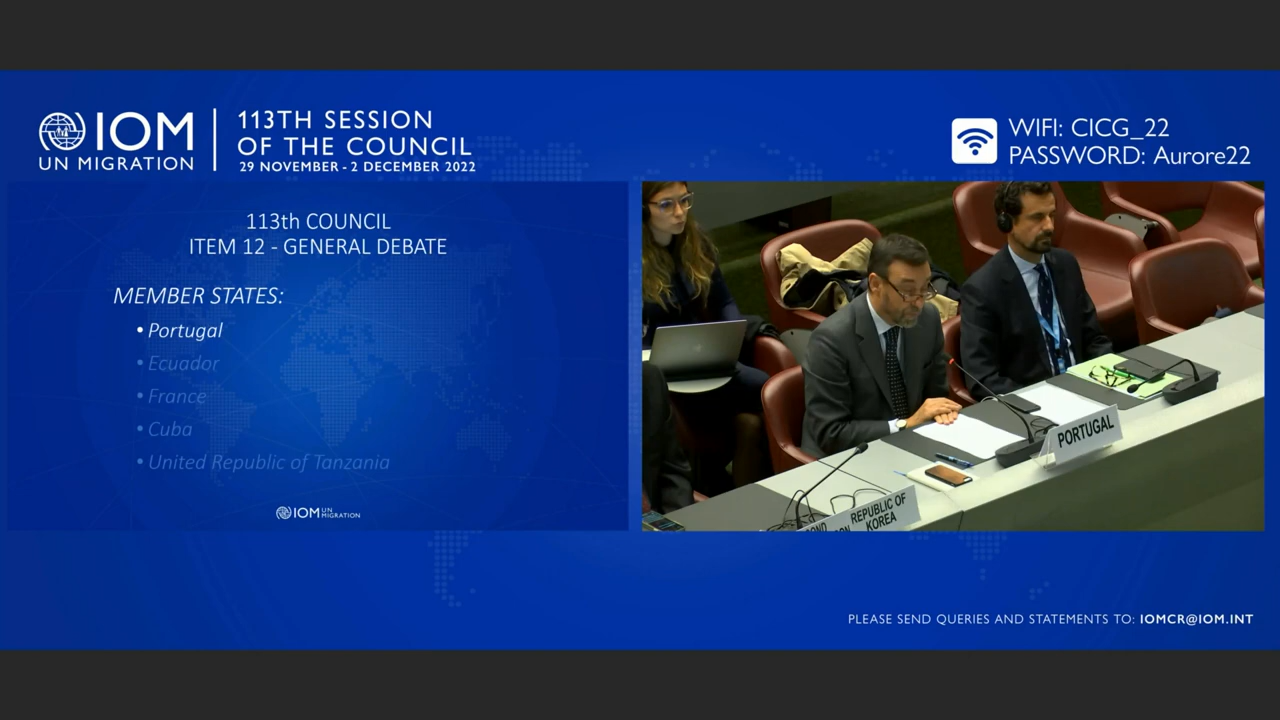 IOM
UN MIGRATION
113TH SESSION
OF THE COUNCIL
29 NOVEMBER - 2 DECEMBER 2022
WIFI: CICG_22
PASSWORD: Aurore22
113th COUNCIL
ITEM 12 - GENERAL DEBATE
MEMBER STATES:
• Portugal
• Ecuador
• France
• Cuba
• United Republic of Tanzania
IOM UN
MIGRATION
PORTUGAL
REPUBLIC OF
KOREA
PLEASE SEND QUERIES AND STATEMENTS TO: IOMCR@IOM.INT